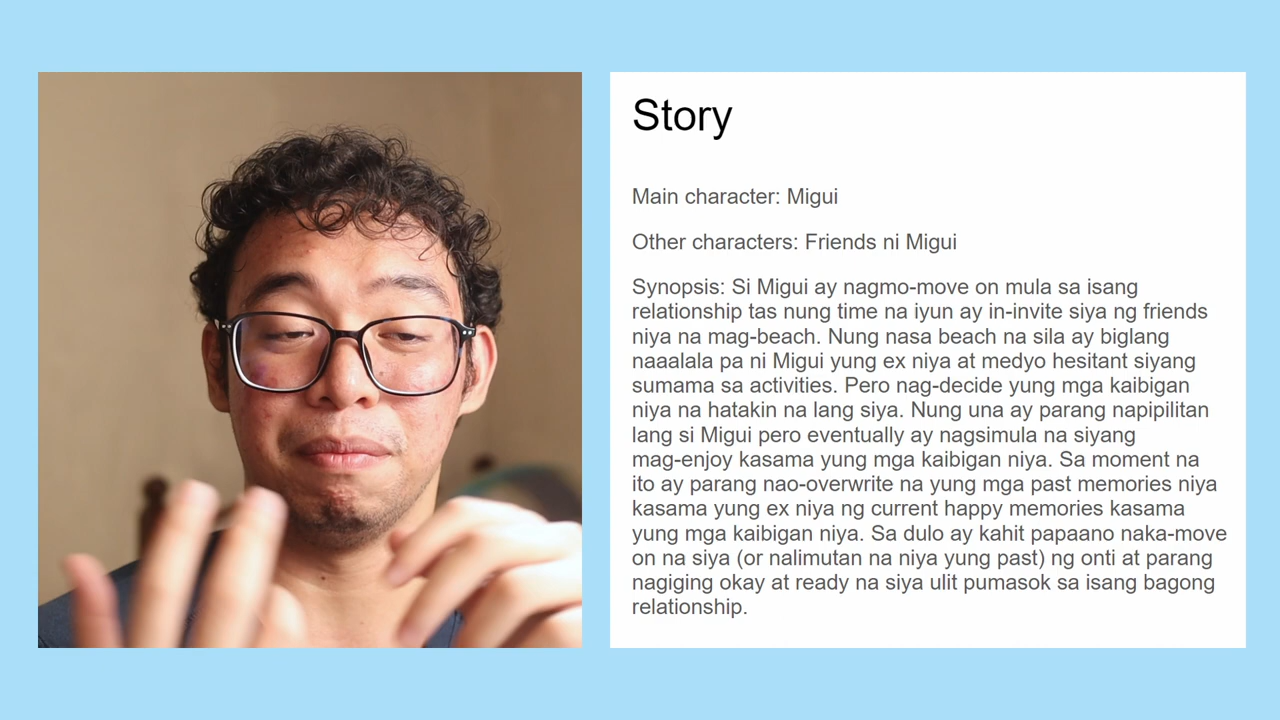 Story
Main character: Migui
Other characters: Friends ni Migui
Synopsis: Si Migui ay nagmo-move on mula sa isang
relationship tas nung time na iyun ay in-invite siya ng friends
niya na mag-beach. Nung nasa beach na sila ay biglang
naaalala pa ni Migui yung ex niya at medyo hesitant siyang
sumama sa activities. Pero nag-decide yung mga kaibigan
niya na hatakin na lang siya. Nung una ay parang napipilitan
lang si Migui pero eventually ay nagsimula na siyang
mag-enjoy kasama yung mga kaibigan niya. Sa moment na
ito ay parang nao-overwrite na yung mga past memories niya
kasama yung ex niya ng current happy memories kasama
yung mga kaibigan niya. Sa dulo ay kahit papaano naka-move
on na siya (or nalimutan na niya yung past) ng onti at parang
nagiging okay at ready na siya ulit pumasok sa isang bagong
relationship.